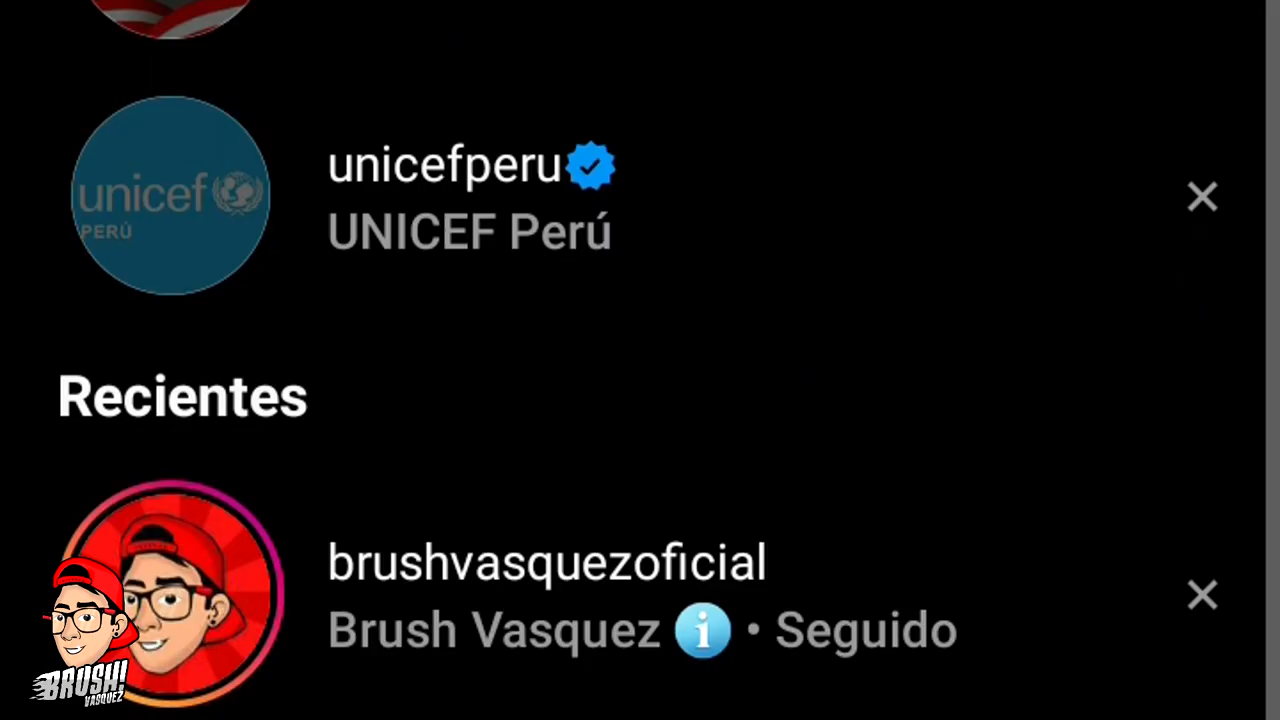 unicefperu
UNICEF Perú
unicef
PERÚ
Recientes
brushvasquezoficial
Brush Vasquez ℹ️ • Seguido
BRUSH!
VASQUEZ